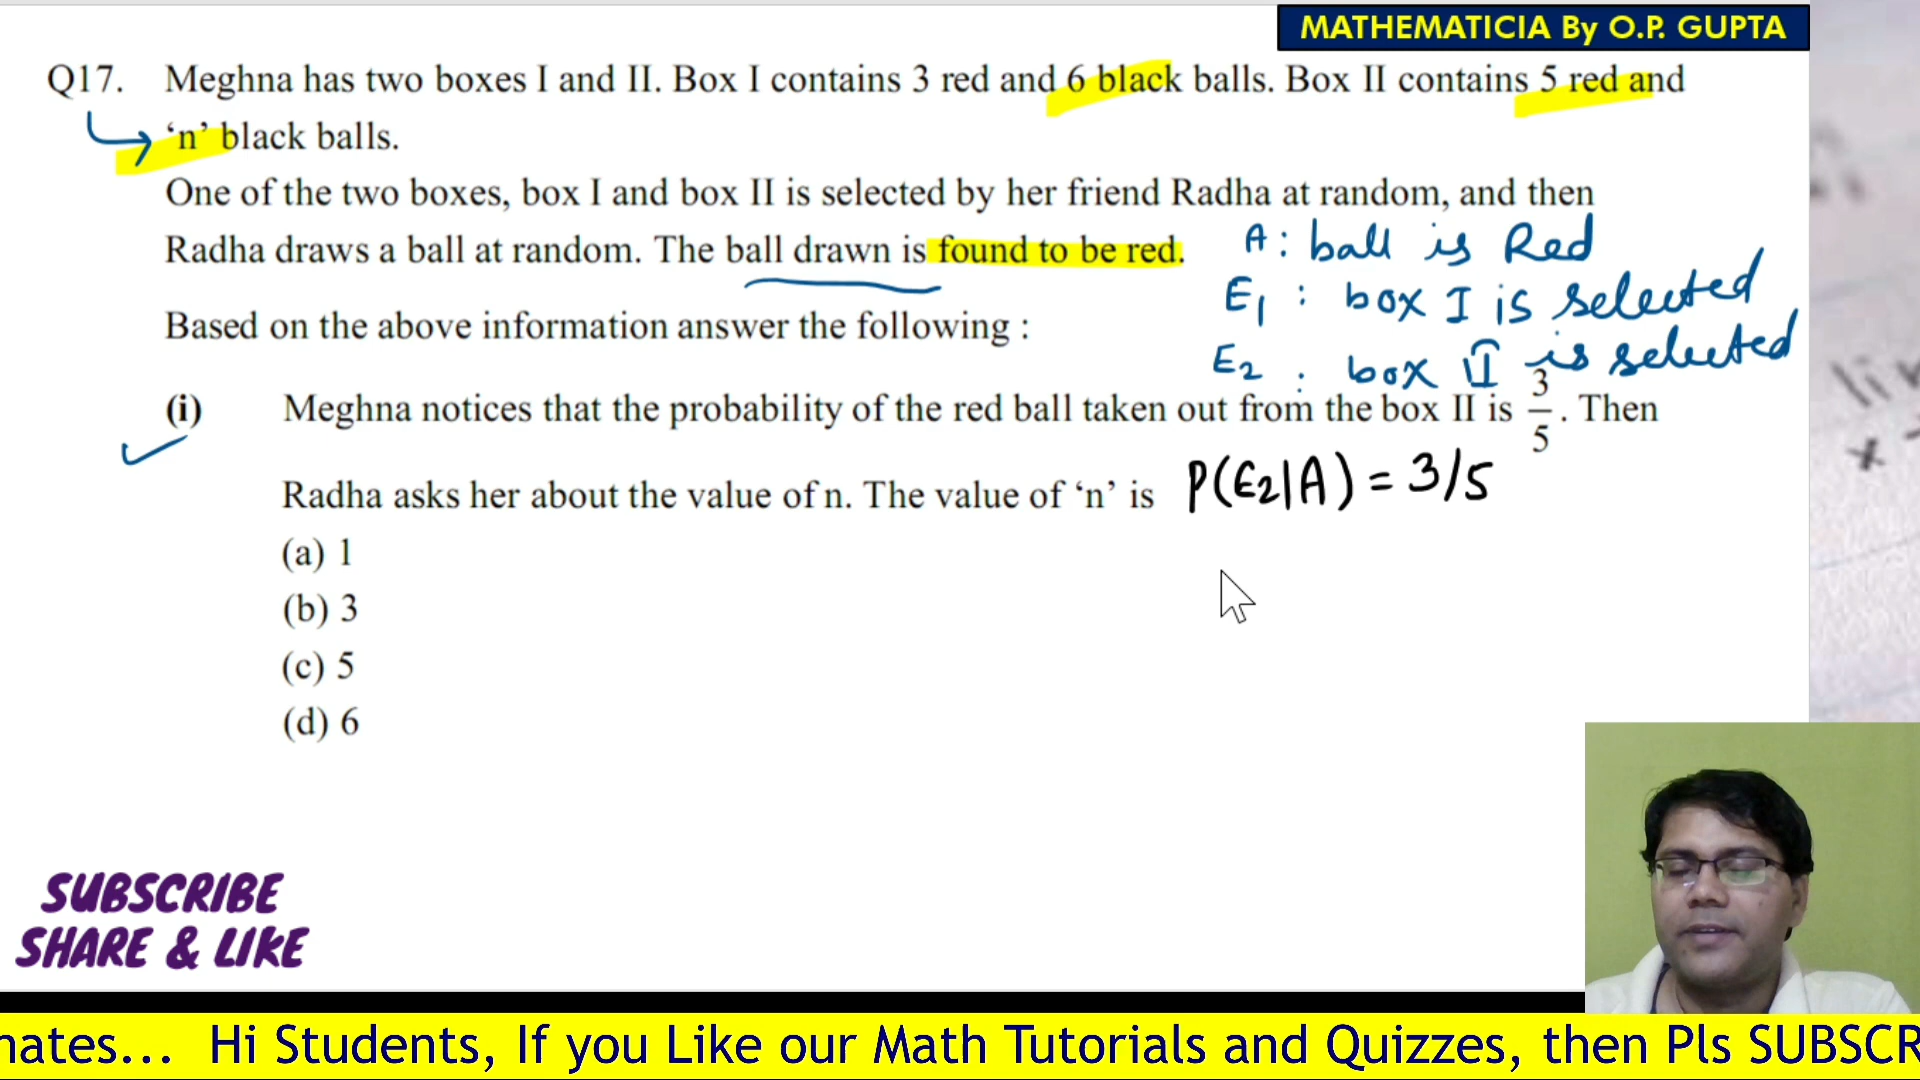 MATHEMATICIA By O.P. GUPTA
Q17. Meghna has two boxes I and II. Box I contains 3 red and 6 black balls. Box II contains 5 red and
‘n’ black balls.
One of the two boxes, box I and box II is selected by her friend Radha at random, and then
Radha draws a ball at random. The ball drawn is found to be red.
A : ball is Red
E1 : box I is selected
Based on the above information answer the following :
E2 : box II is selected
(i) Meghna notices that the probability of the red ball taken out from the box II is 3/5. Then
Radha asks her about the value of n. The value of ‘n’ is P(E2|A) = 3/5
(a) 1
(b) 3
(c) 5
(d) 6
SUBSCRIBE
SHARE & LIKE
nates... Hi Students, If you Like our Math Tutorials and Quizzes, then Pls SUBSCR